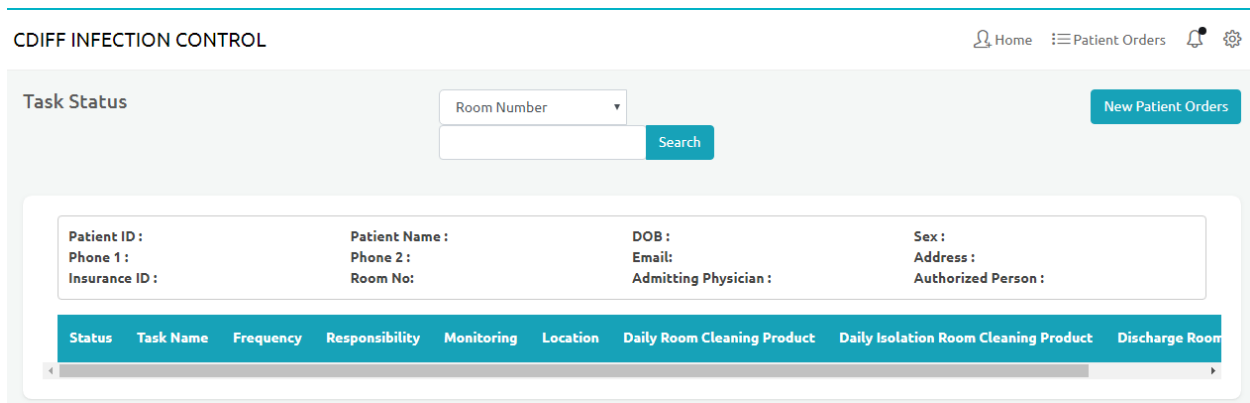 CDIFF INFECTION CONTROL
Home Patient Orders
Task Status
Room Number
New Patient Orders
Search
Patient ID : Patient Name : DOB : Sex :
Phone 1 : Phone 2 : Email: Address :
Insurance ID : Room No: Admitting Physician : Authorized Person :
Status Task Name Frequency Responsibility Monitoring Location Daily Room Cleaning Product Daily Isolation Room Cleaning Product Discharge Room